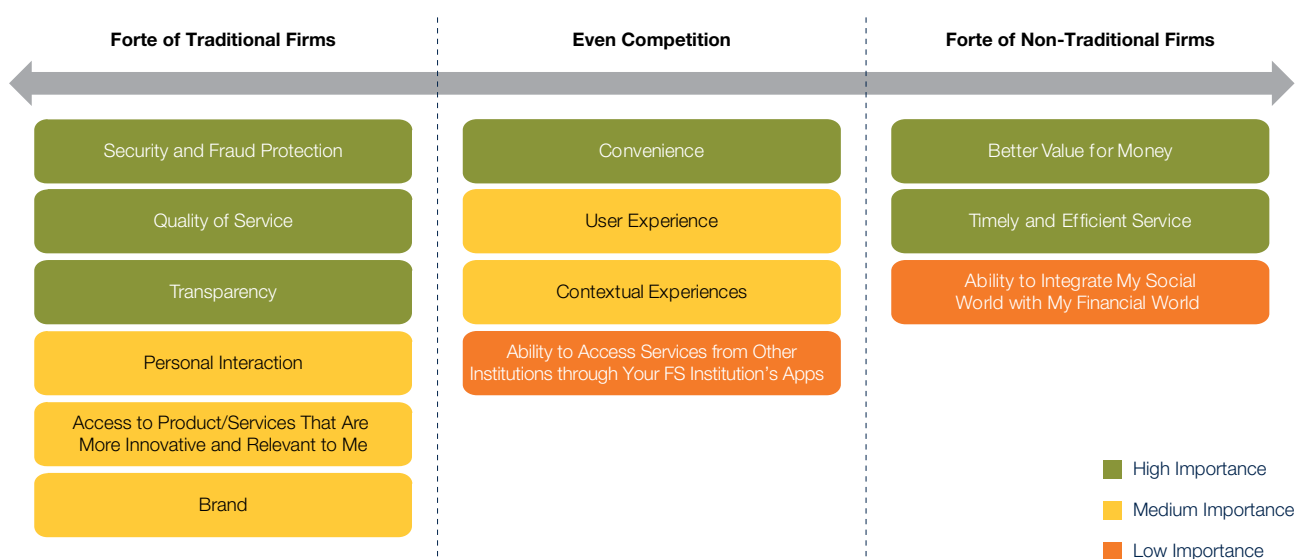 Forte of Traditional Firms
Even Competition
Forte of Non-Traditional Firms
Security and Fraud Protection
Quality of Service
Transparency
Personal Interaction
Access to Product/Services That Are
More Innovative and Relevant to Me
Brand
Convenience
User Experience
Contextual Experiences
Ability to Access Services from Other
Institutions through Your FS Institution's Apps
Better Value for Money
Timely and Efficient Service
Ability to Integrate My Social
World with My Financial World
High Importance
Medium Importance
Low Importance